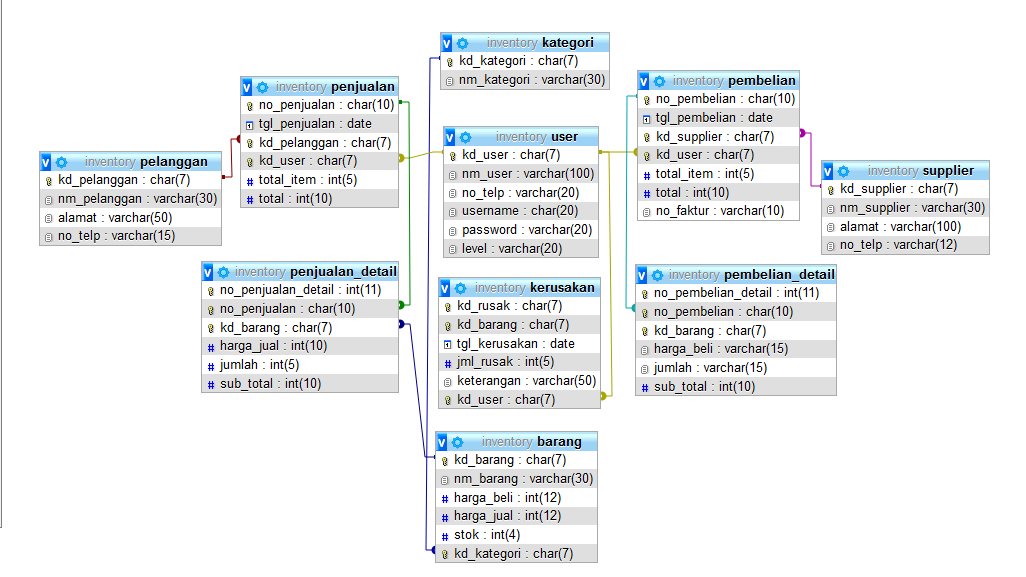 inventory kategori
kd_kategori : char(7)
nm_kategori : varchar(30)
inventory penjualan
no_penjualan : char(10)
tgl_penjualan : date
kd_pelanggan : char(7)
kd_user : char(7)
total_item : int(5)
total : int(10)
inventory pembelian
no_pembelian : char(10)
tgl_pembelian : date
kd_supplier : char(7)
kd_user : char(7)
total_item : int(5)
total : int(10)
no_faktur : varchar(10)
inventory user
kd_user : char(7)
nm_user : varchar(100)
no_telp : varchar(20)
username : char(20)
password : varchar(20)
level : varchar(20)
inventory pelanggan
kd_pelanggan : char(7)
nm_pelanggan : varchar(30)
alamat : varchar(50)
no_telp : varchar(15)
inventory supplier
kd_supplier : char(7)
nm_supplier : varchar(30)
alamat : varchar(100)
no_telp : varchar(12)
inventory penjualan_detail
no_penjualan_detail : int(11)
no_penjualan : char(10)
kd_barang : char(7)
harga_jual : int(10)
jumlah : int(5)
sub_total : int(10)
inventory kerusakan
kd_rusak : char(7)
kd_barang : char(7)
tgl_kerusakan : date
jml_rusak : int(5)
keterangan : varchar(50)
kd_user : char(7)
inventory pembelian_detail
no_pembelian_detail : int(11)
no_pembelian : char(10)
kd_barang : char(7)
harga_beli : varchar(15)
jumlah : varchar(15)
sub_total : int(10)
inventory barang
kd_barang : char(7)
nm_barang : varchar(30)
harga_beli : int(12)
harga_jual : int(12)
stok : int(4)
kd_kategori : char(7)